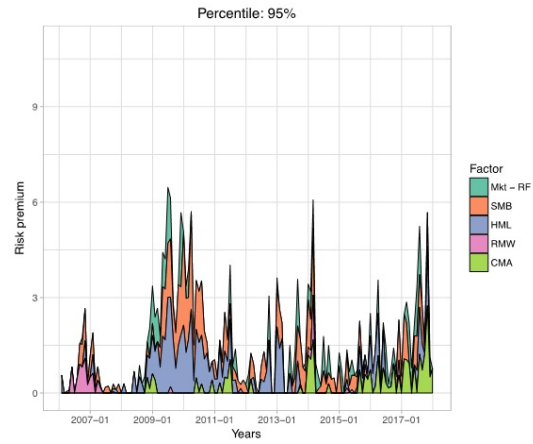 Percentile: 95%
Risk premium
9
6
3
0
2007−01 2009−01 2011−01 2013−01 2015−01 2017−01
Years
Factor
Mkt − RF
SMB
HML
RMW
CMA